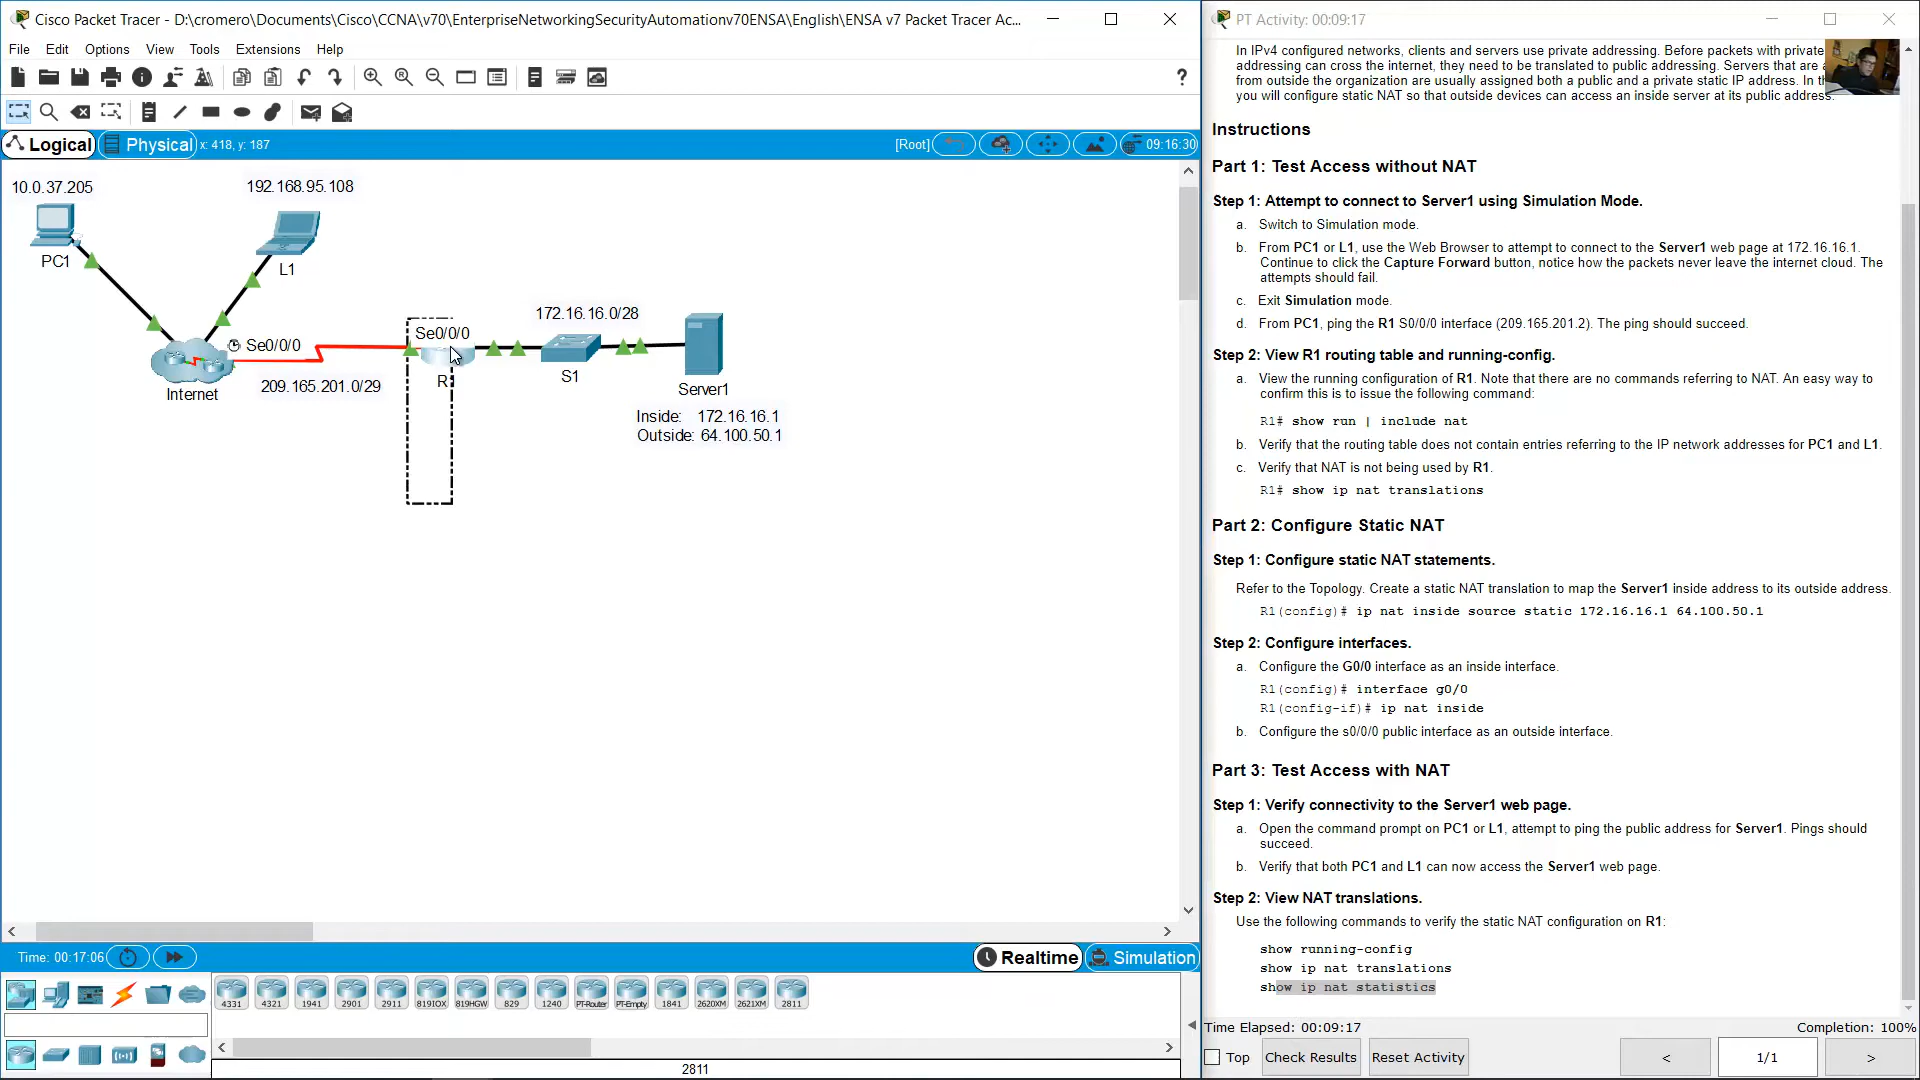 Cisco Packet Tracer - D:\cromero\Documents\Cisco\CCNA\v70\EnterpriseNetworkingSecurityAutomationv70ENSA\English\ENSA v7 Packet Tracer Ac...
File Edit Options View Tools Extensions Help
?
Logical Physical x: 418, y: 187
[Root] 09:16:30
10.0.37.205
192.168.95.108
PC1
L1
172.16.16.0/28
Se0/0/0
Se0/0/0
Internet
209.165.201.0/29
S1
Server1
Inside: 172.16.16.1
Outside: 64.100.50.1
Time: 00:17:06
Realtime Simulation
4331 4321 1941 2901 2911 819IOX 819HGW 829 1240 PT-Router PT-Empty 1841 2620XM 2621XM 2811
2811
PT Activity: 00:09:17
In IPv4 configured networks, clients and servers use private addressing. Before packets with private
addressing can cross the internet, they need to be translated to public addressing. Servers that are
from outside the organization are usually assigned both a public and a private static IP address. In
you will configure static NAT so that outside devices can access an inside server at its public address.
Instructions
Part 1: Test Access without NAT
Step 1: Attempt to connect to Server1 using Simulation Mode.
a. Switch to Simulation mode.
b. From PC1 or L1, use the Web Browser to attempt to connect to the Server1 web page at 172.16.16.1.
Continue to click the Capture Forward button, notice how the packets never leave the internet cloud. The
attempts should fail.
c. Exit Simulation mode.
d. From PC1, ping the R1 S0/0/0 interface (209.165.201.2). The ping should succeed.
Step 2: View R1 routing table and running-config.
a. View the running configuration of R1. Note that there are no commands referring to NAT. An easy way to
confirm this is to issue the following command:
R1# show run | include nat
b. Verify that the routing table does not contain entries referring to the IP network addresses for PC1 and L1.
c. Verify that NAT is not being used by R1.
R1# show ip nat translations
Part 2: Configure Static NAT
Step 1: Configure static NAT statements.
Refer to the Topology. Create a static NAT translation to map the Server1 inside address to its outside address.
R1(config)# ip nat inside source static 172.16.16.1 64.100.50.1
Step 2: Configure interfaces.
a. Configure the G0/0 interface as an inside interface.
R1(config)# interface g0/0
R1(config-if)# ip nat inside
b. Configure the s0/0/0 public interface as an outside interface.
Part 3: Test Access with NAT
Step 1: Verify connectivity to the Server1 web page.
a. Open the command prompt on PC1 or L1, attempt to ping the public address for Server1. Pings should
succeed.
b. Verify that both PC1 and L1 can now access the Server1 web page.
Step 2: View NAT translations.
Use the following commands to verify the static NAT configuration on R1:
show running-config
show ip nat translations
show ip nat statistics
Time Elapsed: 00:09:17 Completion: 100%
Top Check Results Reset Activity < 1/1 >